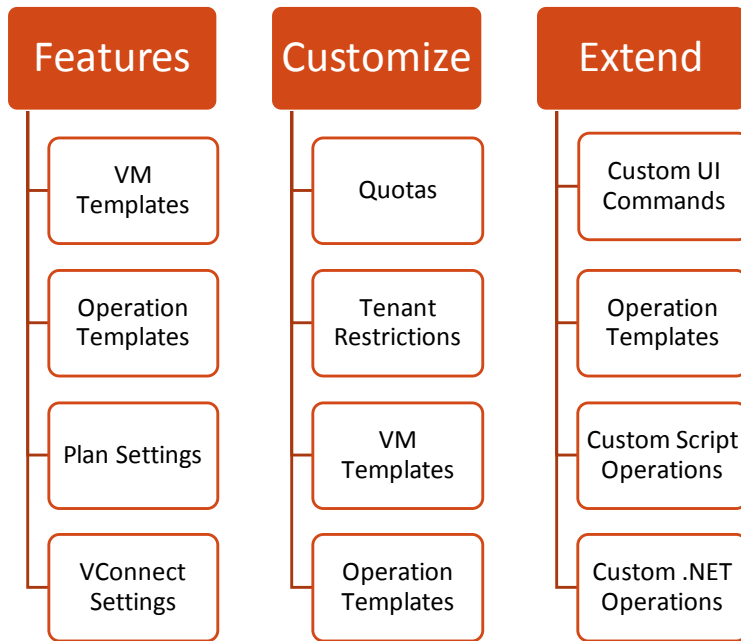 Features
VM
Templates
Operation
Templates
Plan Settings
VConnect
Settings
Customize
Quotas
Tenant
Restrictions
VM
Templates
Operation
Templates
Extend
Custom UI
Commands
Operation
Templates
Custom Script
Operations
Custom .NET
Operations